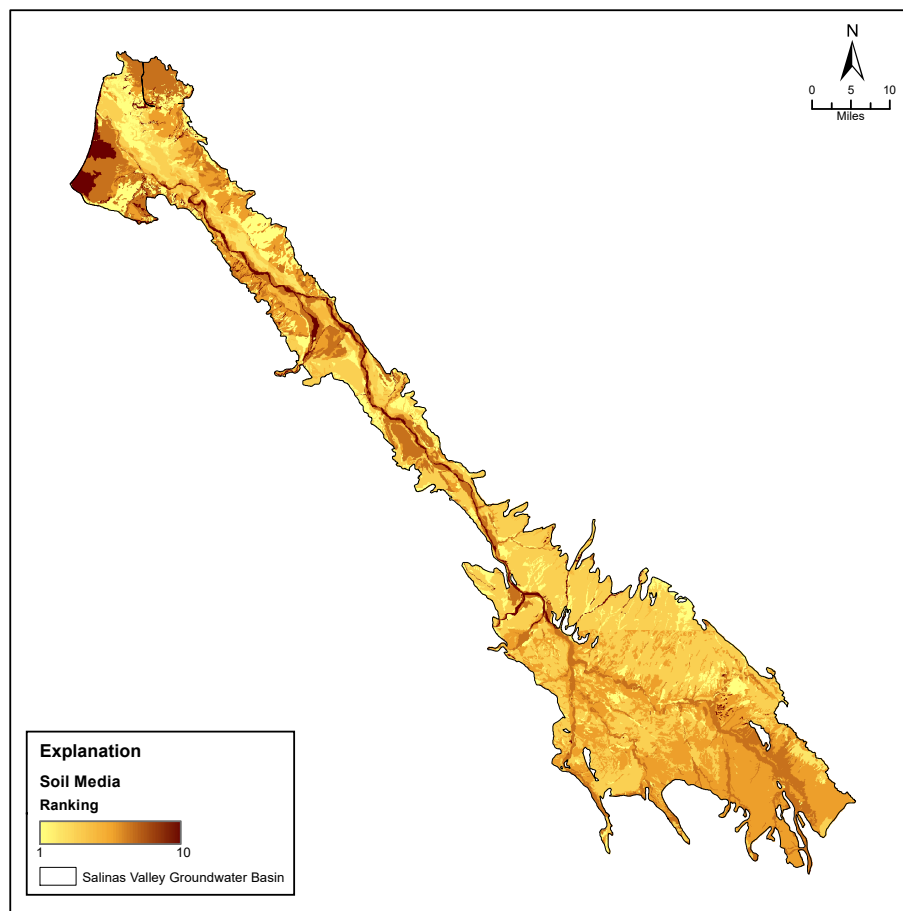 N
0 5 10
Miles
Explanation
Soil Media
Ranking
1 10
Salinas Valley Groundwater Basin